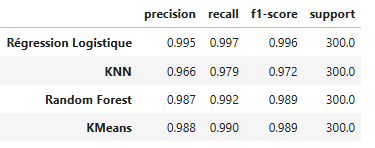 precision recall f1-score support
Régression Logistique 0.995 0.997 0.996 300.0
KNN 0.966 0.979 0.972 300.0
Random Forest 0.987 0.992 0.989 300.0
KMeans 0.988 0.990 0.989 300.0